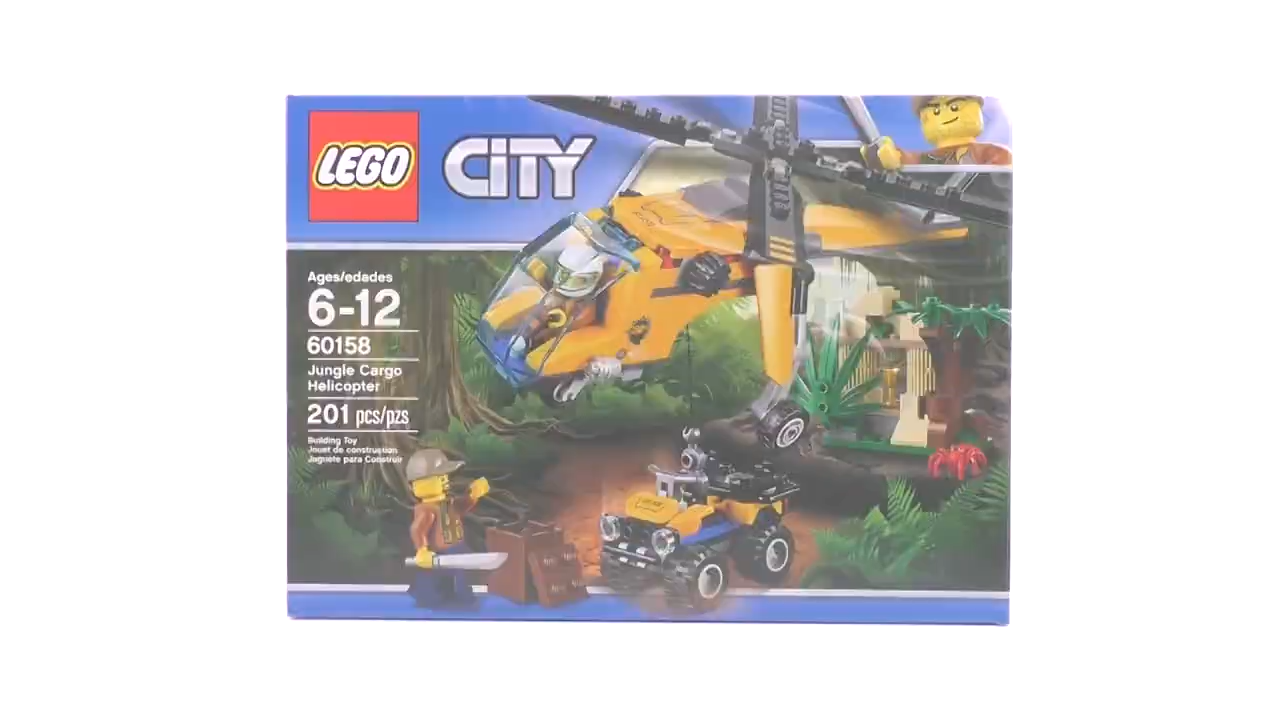 LEGO CITY
Ages/edades
6-12
60158
Jungle Cargo
Helicopter
201 pcs/pzs
Building Toy
Jouet de construction
Juguete para Construir